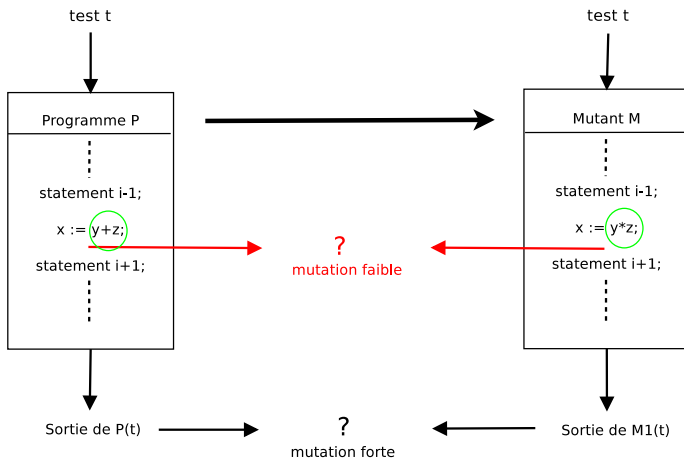 test t
test t
Programme P
Mutant M
statement i-1;
statement i-1;
x := y+z;
x := y*z;
?
mutation faible
statement i+1;
statement i+1;
Sortie de P(t)
?
mutation forte
Sortie de M1(t)